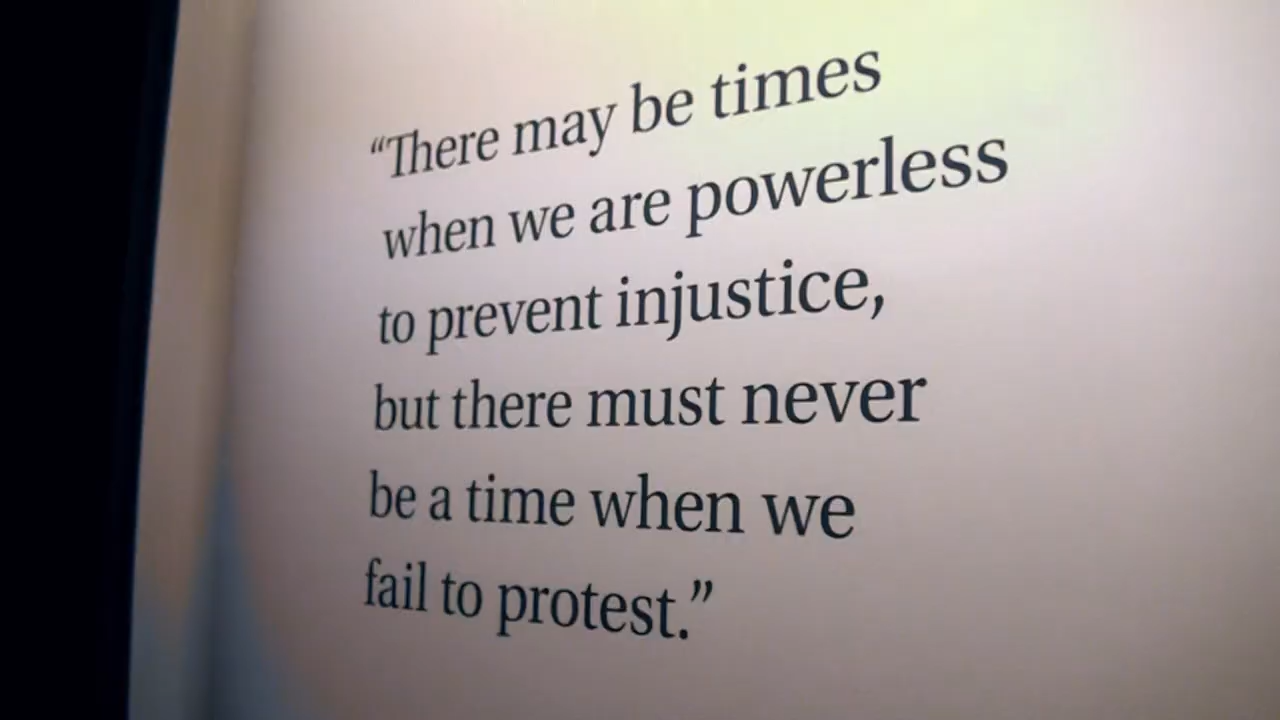 “There may be times
when we are powerless
to prevent injustice,
but there must never
be a time when we
fail to protest.”